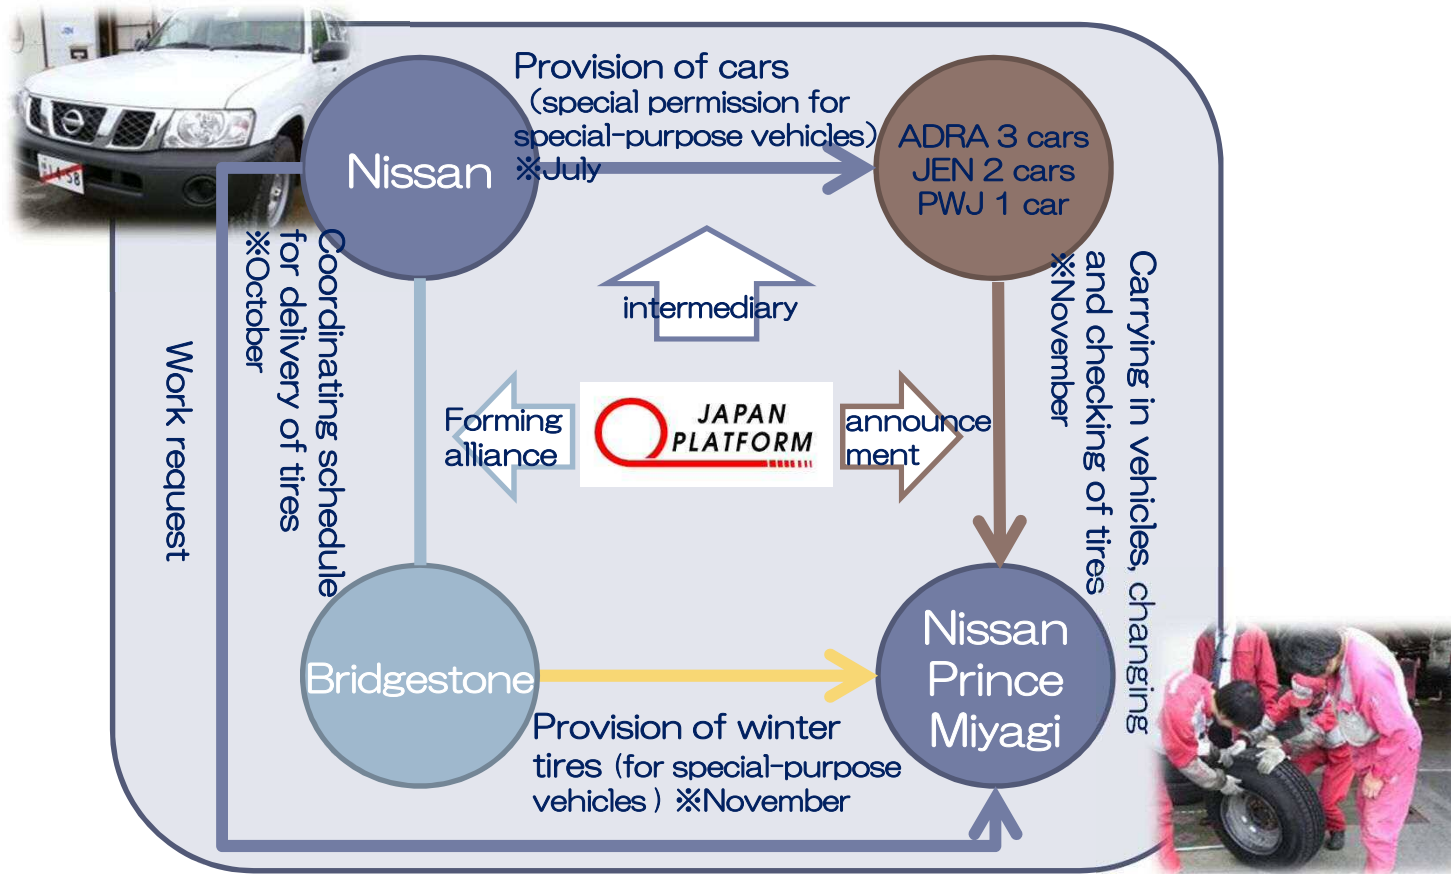 Provision of cars
（special permission for
special-purpose vehicles）
※July
Nissan
ADRA 3 cars
JEN 2 cars
PWJ 1 car
Coordinating schedule
for delivery of tires
※October
Work request
intermediary
Forming
alliance
JAPAN
PLATFORM
announce
ment
Carrying in vehicles, changing
and checking of tires
※November
Bridgestone
Nissan
Prince
Miyagi
Provision of winter
tires (for special-purpose
vehicles ) ※November